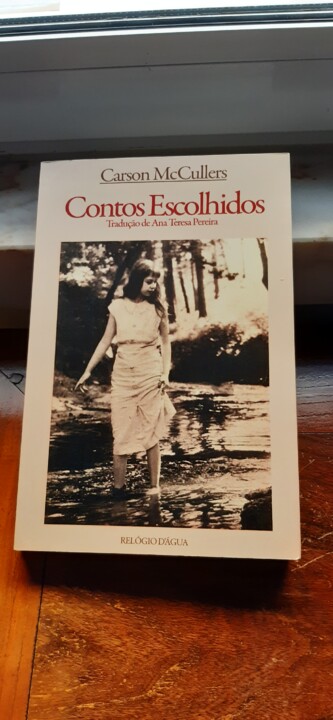 Carson McCullers
Contos Escolhidos
Tradução de Ana Teresa Pereira
RELÓGIO D'ÁGUA